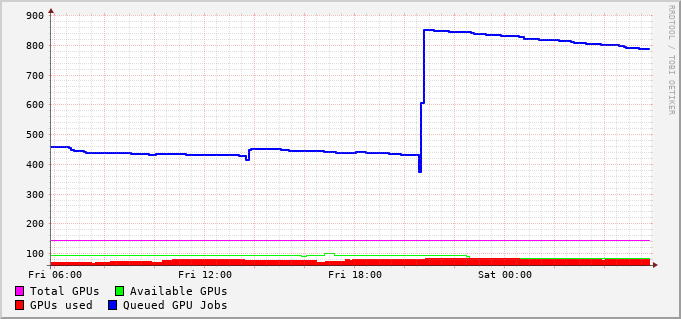 900
800
700
600
500
400
300
200
100
Fri 06:00 Fri 12:00 Fri 18:00 Sat 00:00
Total GPUs Available GPUs
GPUs used Queued GPU Jobs
RRDTOOL / TOBI OETIKER